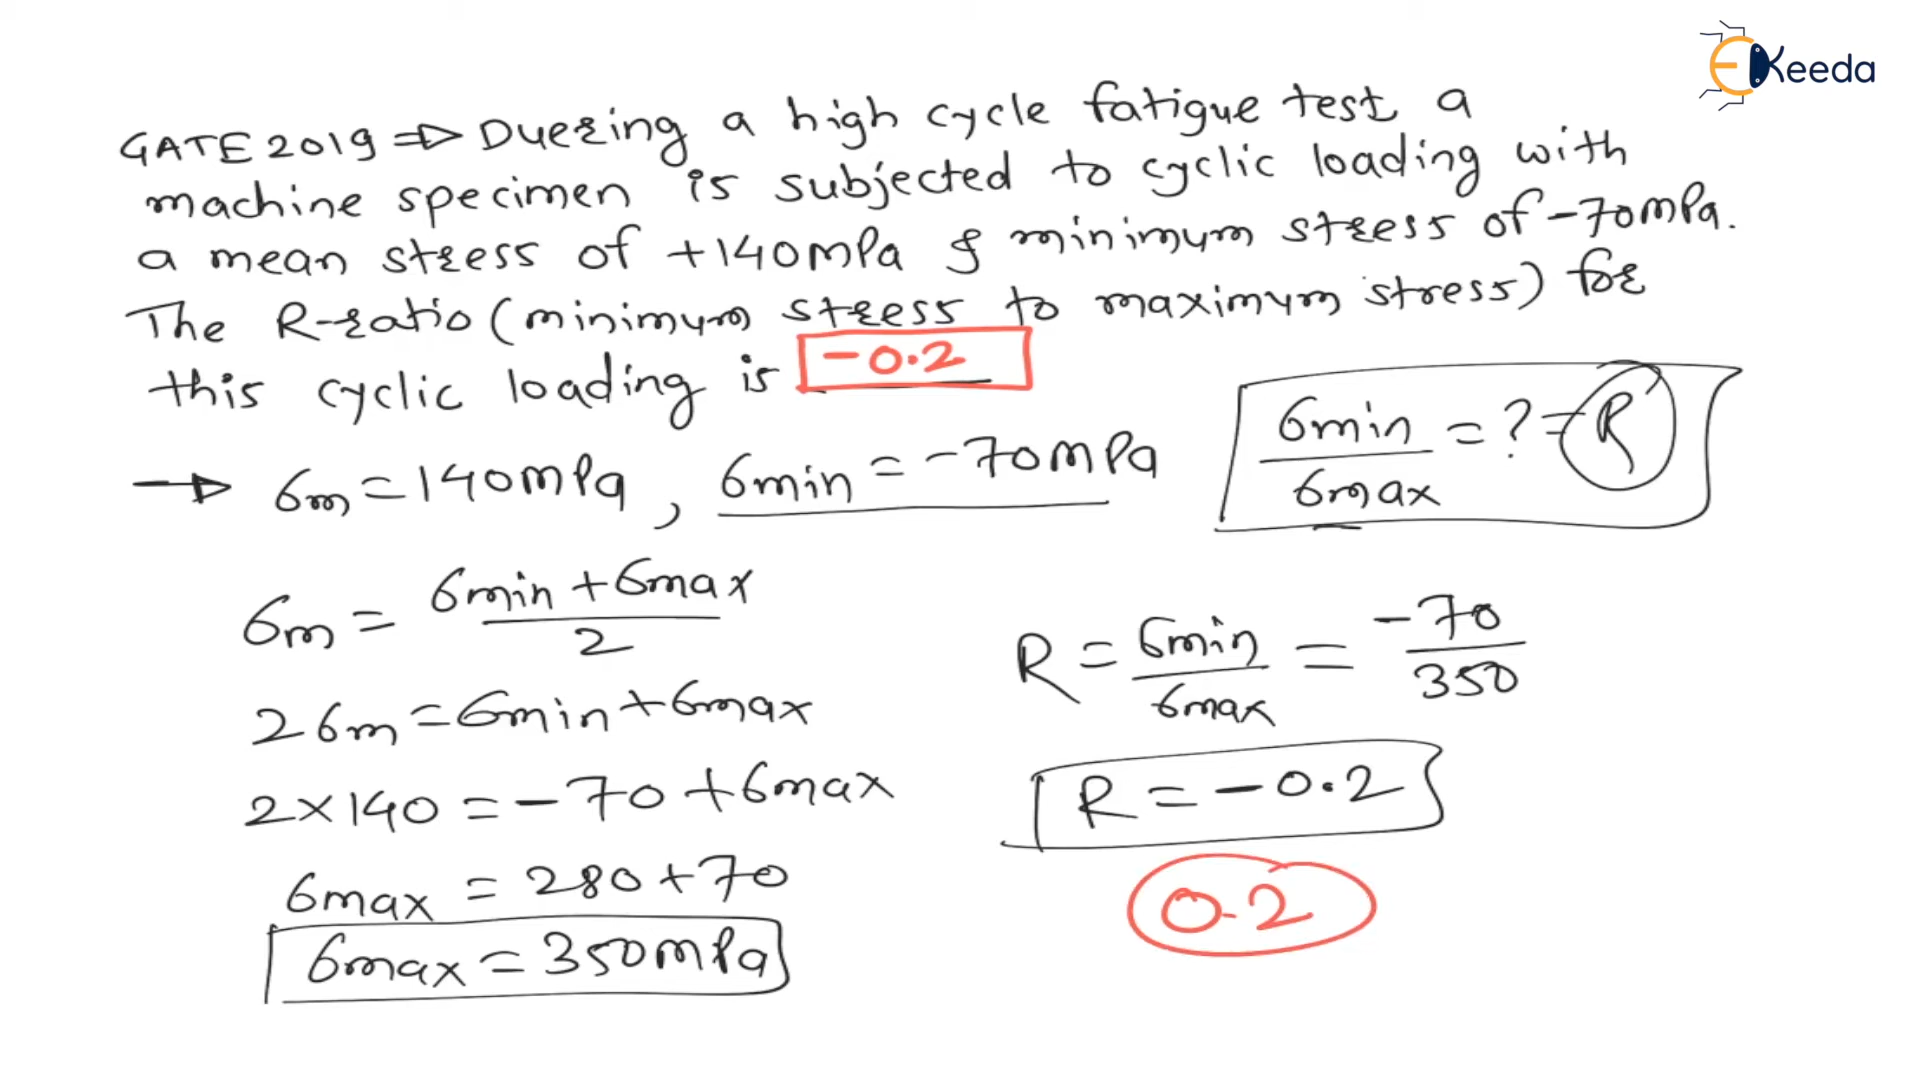 EKeeda
GATE 2019 ⇒ During a high cycle fatigue test a
machine specimen is subjected to cyclic loading with
a mean stress of +140MPa & minimum stress of -70MPa.
The R-ratio (minimum stress to maximum stress) for
this cyclic loading is -0.2
→ σm = 140MPa, σmin = -70MPa
σmin/σmax = ? = R
σm = (σmin + σmax)/2
2σm = σmin + σmax
2×140 = -70 + σmax
σmax = 280 + 70
σmax = 350MPa
R = σmin/σmax = -70/350
R = -0.2
0.2